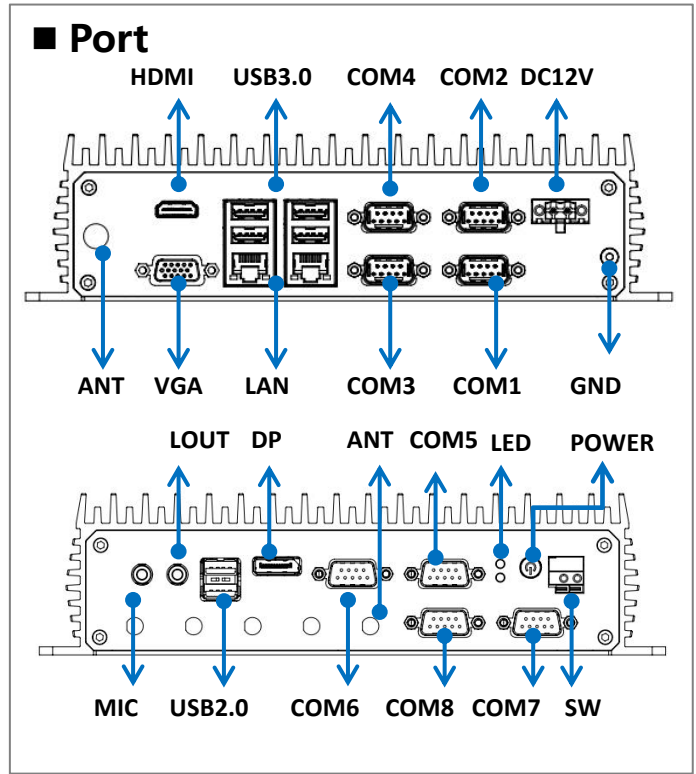 ■ Port
HDMI USB3.0 COM4 COM2 DC12V
ANT VGA LAN COM3 COM1 GND
LOUT DP ANT COM5 LED POWER
MIC USB2.0 COM6 COM8 COM7 SW